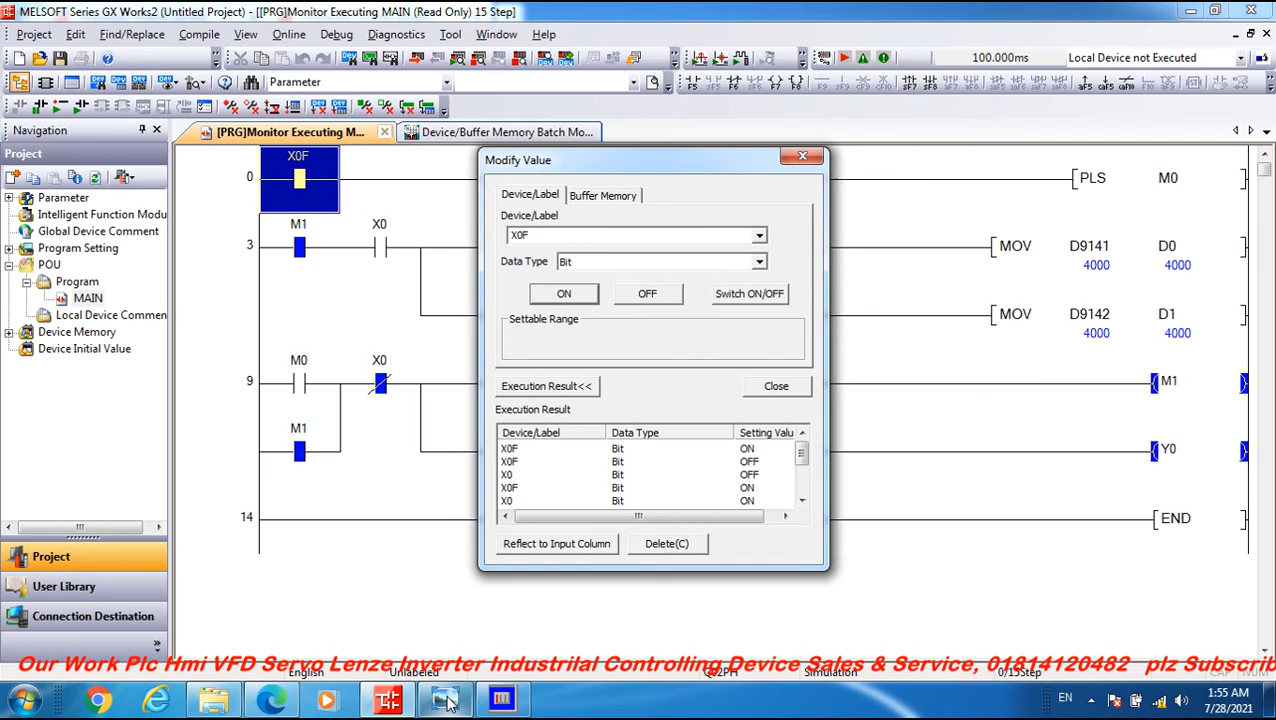 MELSOFT Series GX Works2 (Untitled Project) - [[PRG]Monitor Executing MAIN (Read Only) 15 Step]
Project Edit Find/Replace Compile View Online Debug Diagnostics Tool Window Help
100.000ms Local Device not Executed
Parameter
Navigation
[PRG]Monitor Executing M... Device/Buffer Memory Batch Mo...
Project
Parameter
Intelligent Function Modu
Global Device Comment
Program Setting
POU
Program
MAIN
Local Device Commen
Device Memory
Device Initial Value
Project
User Library
Connection Destination
X0F
0 PLS M0
M1 X0
3 MOV D9141 D0
4000 4000
MOV D9142 D1
4000 4000
M0 X0
9 M1
M1
Y0
14 END
Modify Value
Device/Label Buffer Memory
Device/Label
X0F
Data Type Bit
ON OFF Switch ON/OFF
Settable Range
Execution Result<< Close
Execution Result
Device/Label Data Type Setting Valu
X0F Bit ON
X0F Bit OFF
X0 Bit OFF
X0F Bit ON
X0 Bit ON
Reflect to Input Column Delete(C)
Our Work Plc Hmi VFD Servo Lenze Inverter Industrilal Controlling Device Sales & Service, 01814120482 plz Subscrib
English Unlabeled Simulation 0/15Step
EN 1:55 AM
7/28/2021